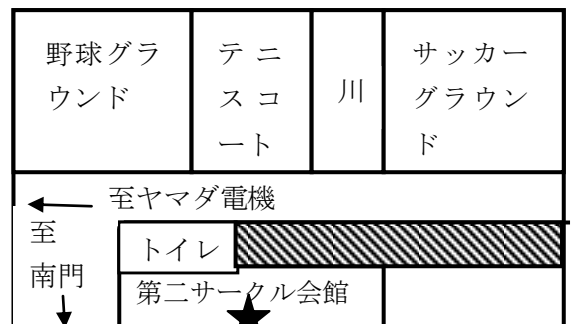 野球グラ
ウンド
テニ
スコ
ート
川
サッカー
グラウン
ド
至ヤマダ電機
至
南門
トイレ
第二サークル会館